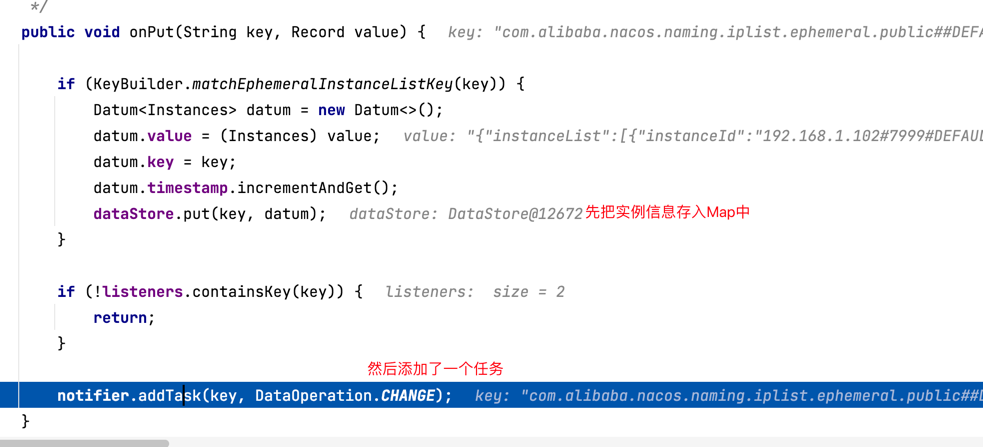 */
public void onPut(String key, Record value) { key: "com.alibaba.nacos.naming.iplist.ephemeral.public##DEFA
if (KeyBuilder.matchEphemeralInstanceListKey(key)) {
Datum<Instances> datum = new Datum<>();
datum.value = (Instances) value; value: "{"instanceList":[{"instanceId":"192.168.1.102#7999#DEFAU
datum.key = key;
datum.timestamp.incrementAndGet();
dataStore.put(key, datum); dataStore: DataStore@12672 先把实例信息存入Map中
}
if (!listeners.containsKey(key)) { listeners: size = 2
return;
}
然后添加了一个任务
notifier.addTask(key, DataOperation.CHANGE); key: "com.alibaba.nacos.naming.iplist.ephemeral.public##D
}